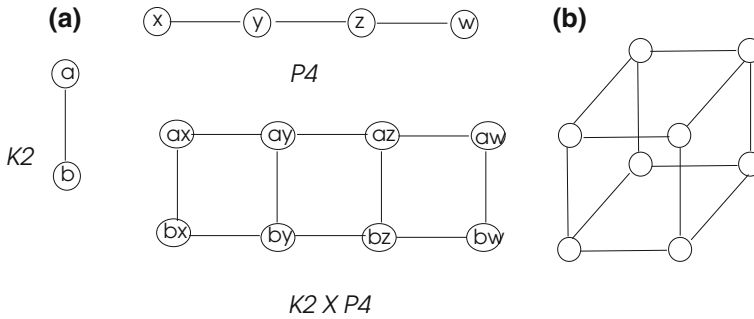 (a)
x y z w
(b)
P4
a
K2
b
ax ay az aw
bx by bz bw
K2 X P4